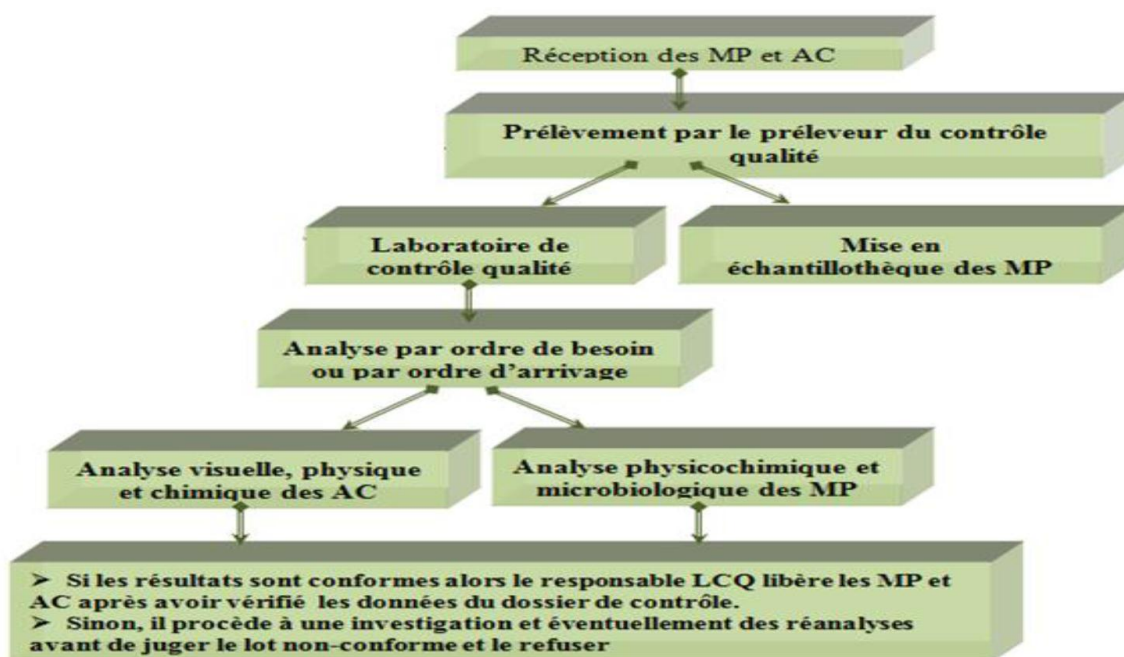 Réception des MP et AC
Prélèvement par le préleveur du contrôle
qualité
Laboratoire de
contrôle qualité
Mise en
échantillothèque des MP
Analyse par ordre de besoin
ou par ordre d’arrivage
Analyse visuelle, physique
et chimique des AC
Analyse physicochimique et
microbiologique des MP
➢ Si les résultats sont conformes alors le responsable LCQ libère les MP et
AC après avoir vérifié les données du dossier de contrôle.
➢ Sinon, il procède à une investigation et éventuellement des réanalyses
avant de juger le lot non-conforme et le refuser